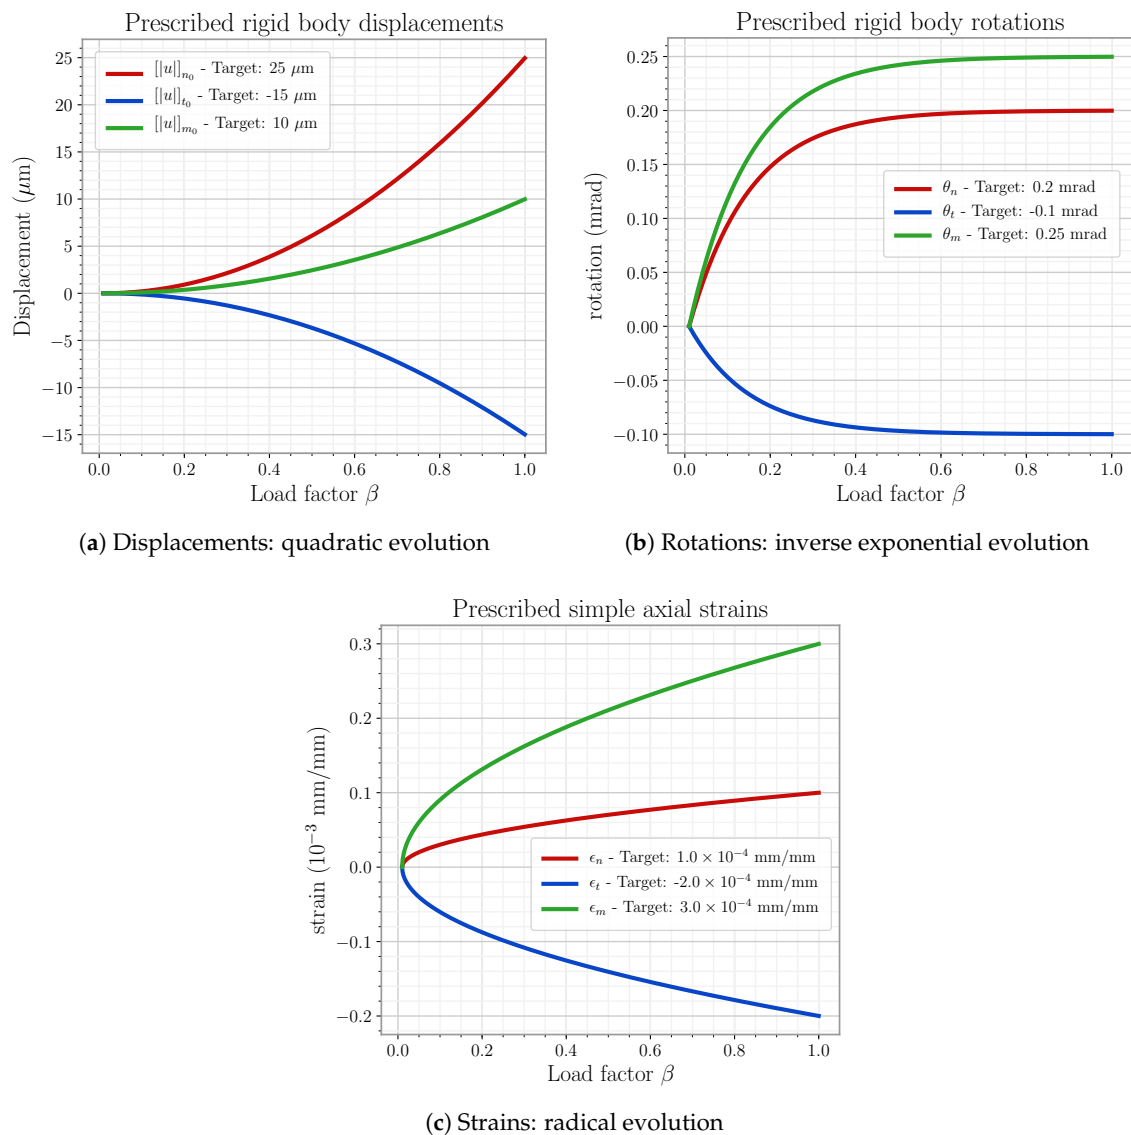 Prescribed rigid body displacements
[|u|]n0 - Target: 25 μm
[|u|]t0 - Target: -15 μm
[|u|]m0 - Target: 10 μm
Displacement (μm)
25
20
15
10
5
0
−5
−10
−15
0.0 0.2 0.4 0.6 0.8 1.0
Load factor β
(a) Displacements: quadratic evolution
Prescribed rigid body rotations
θn - Target: 0.2 mrad
θt - Target: -0.1 mrad
θm - Target: 0.25 mrad
rotation (mrad)
0.25
0.20
0.15
0.10
0.05
0.00
−0.05
−0.10
0.0 0.2 0.4 0.6 0.8 1.0
Load factor β
(b) Rotations: inverse exponential evolution
Prescribed simple axial strains
ϵn - Target: 1.0 × 10−4 mm/mm
ϵt - Target: -2.0 × 10−4 mm/mm
ϵm - Target: 3.0 × 10−4 mm/mm
strain (10−3 mm/mm)
0.3
0.2
0.1
0.0
−0.1
−0.2
0.0 0.2 0.4 0.6 0.8 1.0
Load factor β
(c) Strains: radical evolution